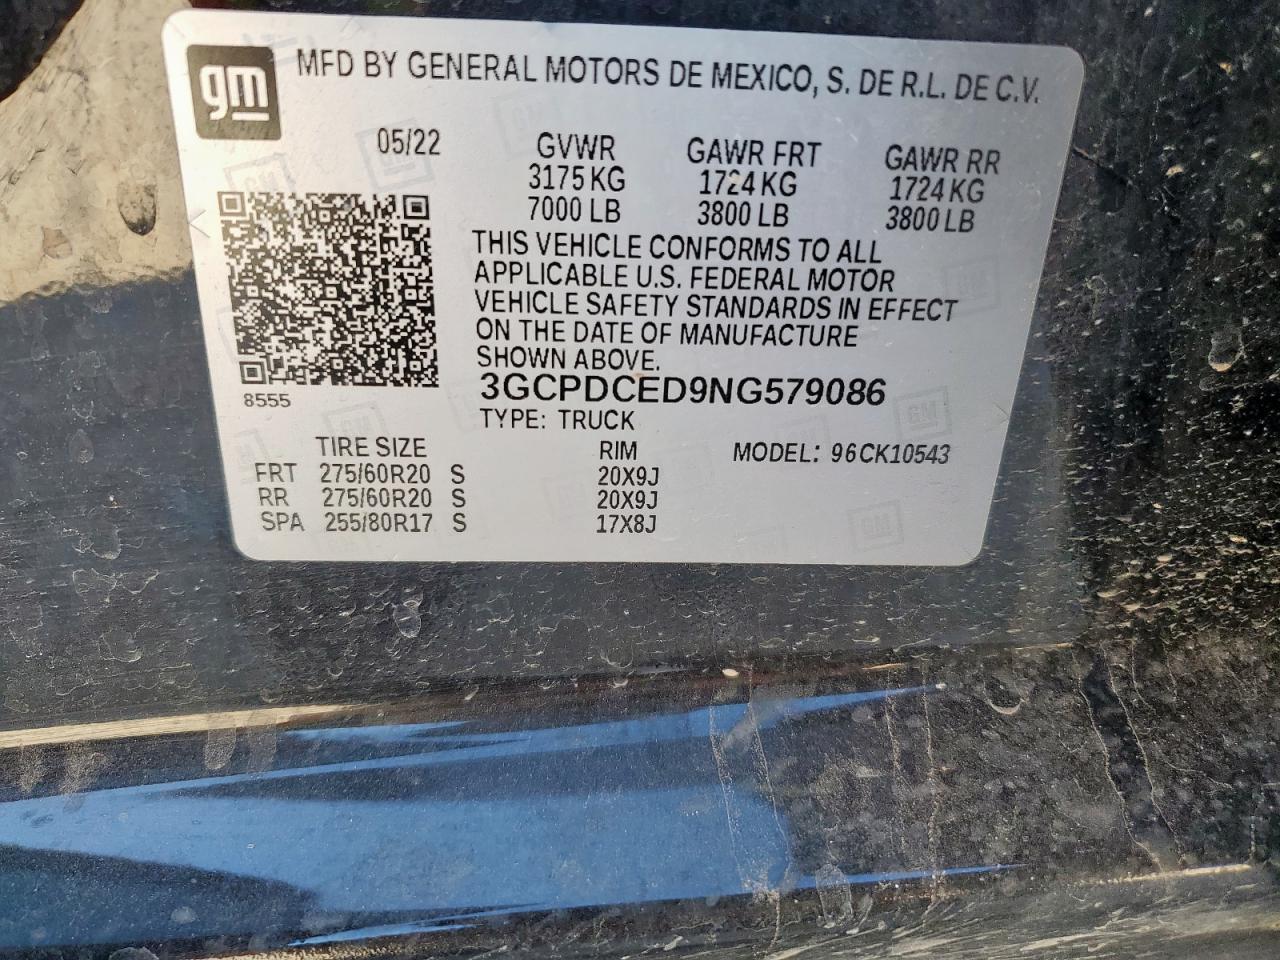 gm MFD BY GENERAL MOTORS DE MEXICO, S. DE R.L. DE C.V.
05/22 GVWR GAWR FRT GAWR RR
3175 KG 1724 KG 1724 KG
7000 LB 3800 LB 3800 LB
THIS VEHICLE CONFORMS TO ALL
APPLICABLE U.S. FEDERAL MOTOR
VEHICLE SAFETY STANDARDS IN EFFECT
ON THE DATE OF MANUFACTURE
SHOWN ABOVE.
8555 3GCPDCED9NG579086
TYPE: TRUCK
TIRE SIZE RIM MODEL: 96CK10543
FRT 275/60R20 S 20X9J
RR 275/60R20 S 20X9J
SPA 255/80R17 S 17X8J